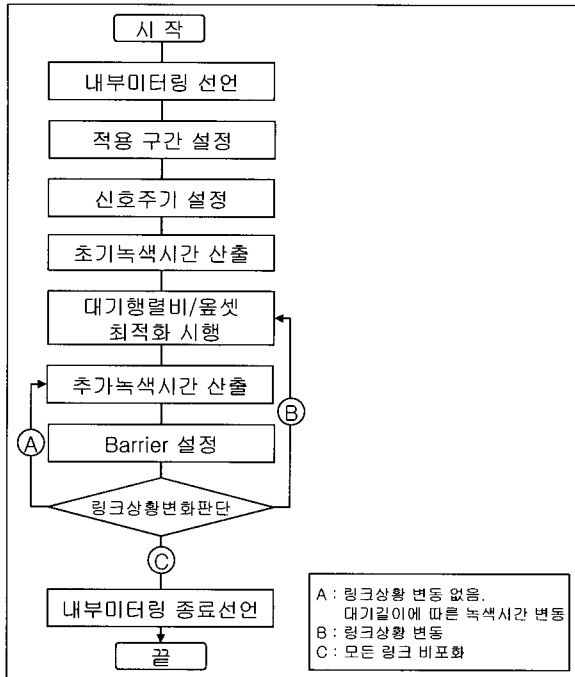 시 작
내부미터링 선언
적용 구간 설정
신호주기 설정
초기녹색시간 산출
대기행렬비/옵셋
최적화 시행
추가녹색시간 산출
B
A
Barrier 설정
링크상황변화판단
C
내부미터링 종료선언
끝
A : 링크상황 변동 없음.
대기길이에 따른 녹색시간 변동
B : 링크상황 변동
C : 모든 링크 비포화